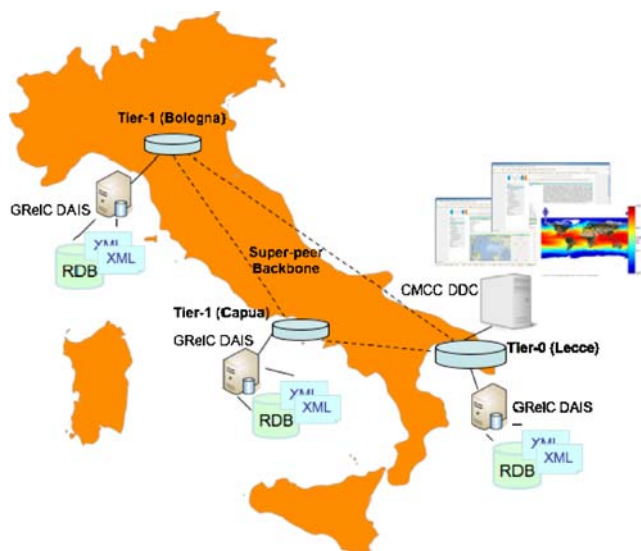 Tier-1 (Bologna)
GRelC DAIS
XML
XML
RDB
Super-peer
Backbone
CMCC DDC
Tier-1 (Capua)
GRelC DAIS
XML
XML
RDB
Tier-0 (Lecce)
GRelC DAIS
XML
XML
RDB